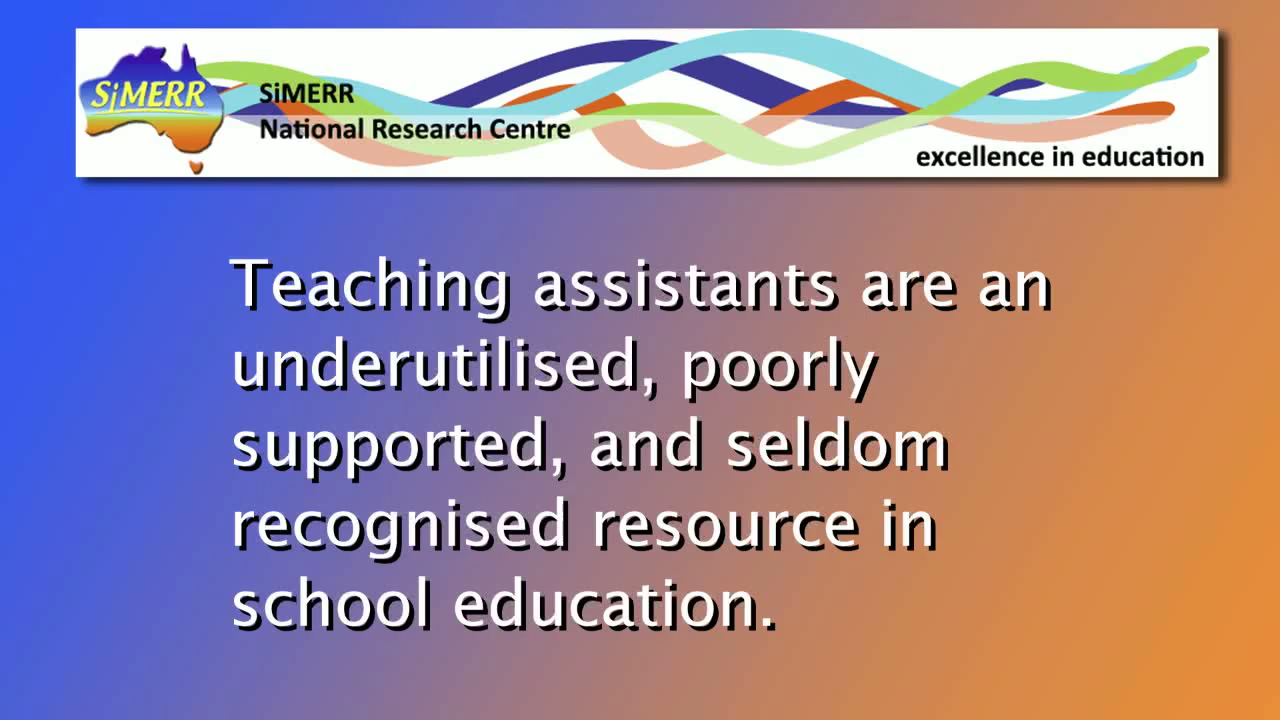 SiMERR
SiMERR
National Research Centre
excellence in education
Teaching assistants are an
underutilised, poorly
supported, and seldom
recognised resource in
school education.